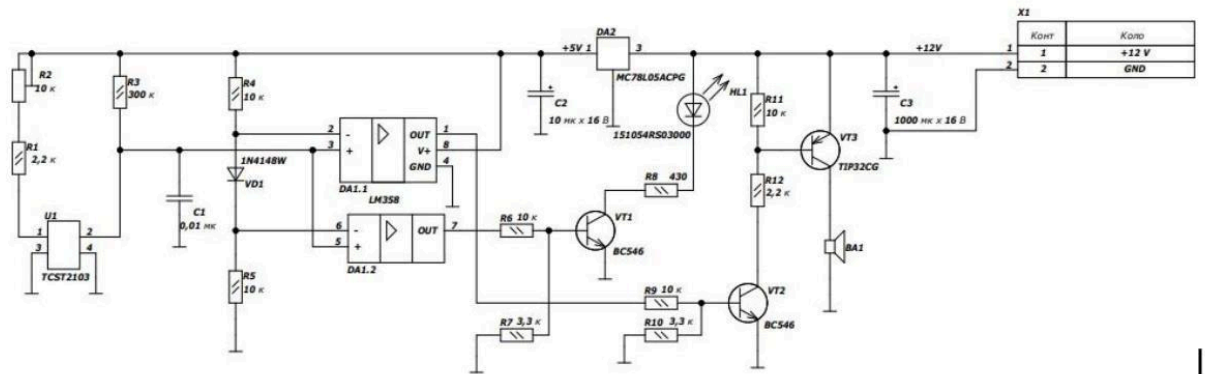 X1
Конт Коло
1 +12 V
2 GND
1
2
+12V
DA2
+5V 1
3
MC78L05ACPG
R2
10 к
R3
300 к
R4
10 к
C2
10 мк x 16 В
HL1
151054RS03000
R11
10 к
C3
1000 мк x 16 В
R1
2,2 к
2 -
3 +
OUT 1
V+ 8
GND 4
DA1.1
LM358
1N4148W
VD1
VT3
TIP32CG
R12
2,2 к
R8 430
C1
0,01 мк
U1
1 2
3 4
TCST2103
6 -
5 +
OUT 7
DA1.2
R6 10 к
VT1
BC546
BA1
R5
10 к
R9 10 к
VT2
BC546
R7 3,3 к
R10 3,3 к